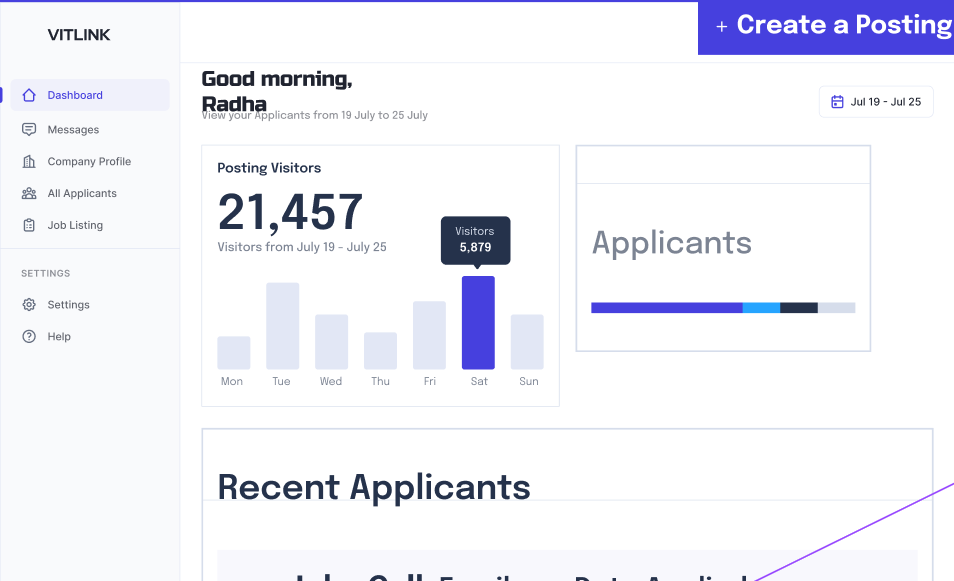 VITLINK
+ Create a Posting
Dashboard
Messages
Company Profile
All Applicants
Job Listing
SETTINGS
Settings
Help
Good morning,
Radha
View your Applicants from 19 July to 25 July
Jul 19 - Jul 25
Posting Visitors
21,457
Visitors from July 19 - July 25
Visitors
5,879
Mon Tue Wed Thu Fri Sat Sun
Applicants
Recent Applicants